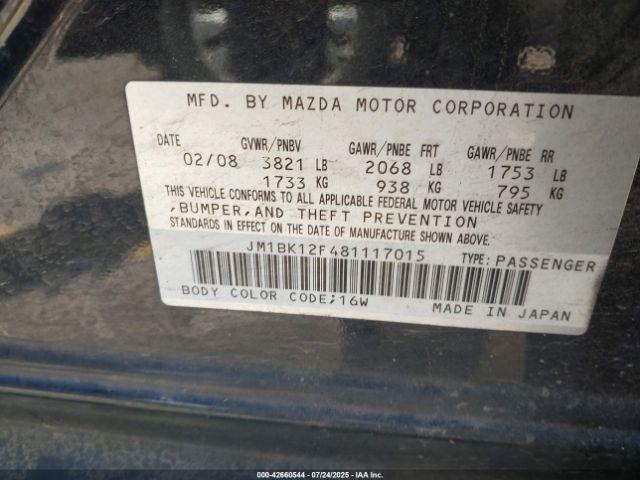 MFD. BY MAZDA MOTOR CORPORATION
DATE GVWR/PNBV GAWR/PNBE FRT GAWR/PNBE RR
02/08 3821 LB 2068 LB 1753 LB
1733 KG 938 KG 795 KG
THIS VEHICLE CONFORMS TO ALL APPLICABLE FEDERAL MOTOR VEHICLE SAFETY
,BUMPER,AND THEFT PREVENTION
STANDARDS IN EFFECT ON THE DATE OF MANUFACTURE SHOWN ABOVE.
JM1BK12F481117015 TYPE: PASSENGER
BODY COLOR CODE;16W MADE IN JAPAN
000-42660544 - 07/24/2025 - IAA Inc.